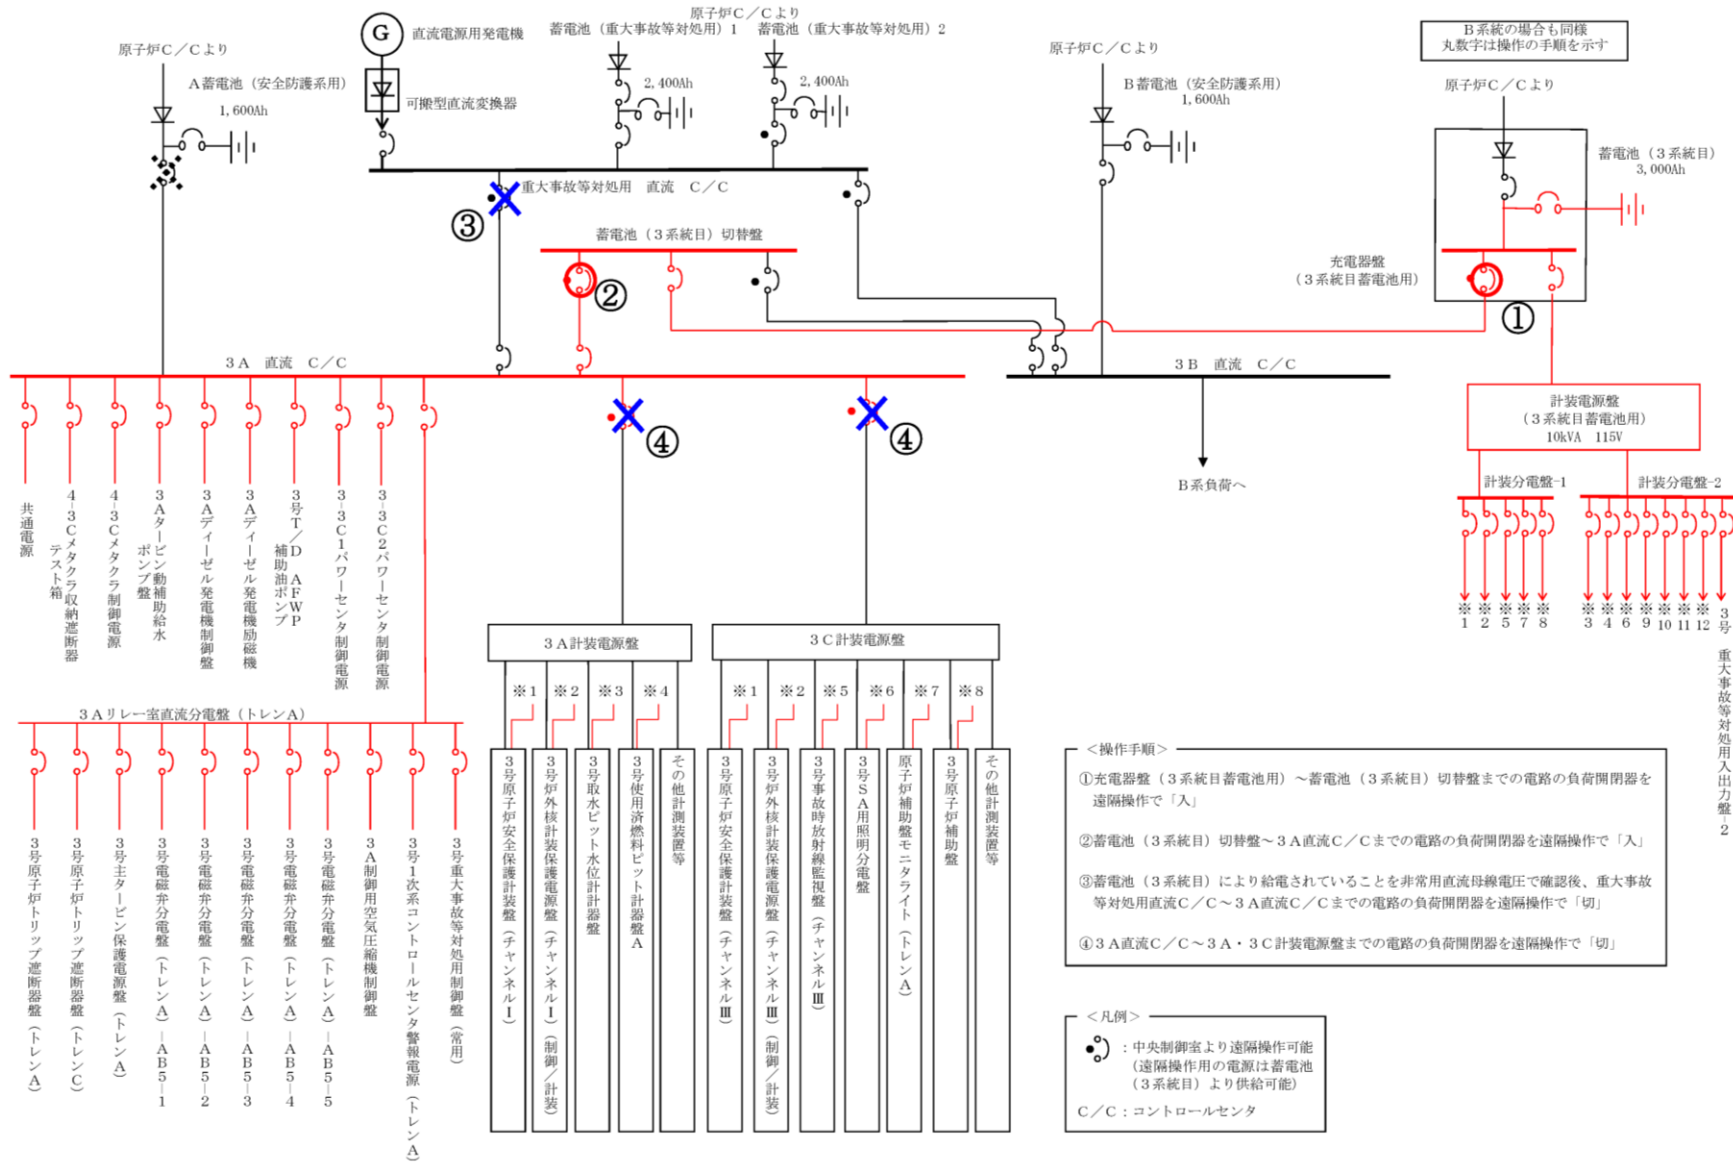 原子炉C/Cより
A蓄電池（安全防護系用）
1,600Ah
G
直流電源用発電機
可搬型直流変換器
原子炉C/Cより
蓄電池（重大事故等対処用）1
蓄電池（重大事故等対処用）2
2,400Ah
2,400Ah
原子炉C/Cより
B蓄電池（安全防護系用）
1,600Ah
B系統の場合も同様
丸数字は操作の手順を示す
原子炉C/Cより
蓄電池（3系統目）
3,000Ah
重大事故等対処用　直流　C/C
③
蓄電池（3系統目）切替盤
②
充電器盤
（3系統目蓄電池用）
①
3A　直流　C/C
3B　直流　C/C
④
④
B系負荷へ
計装電源盤
（3系統目蓄電池用）
10kVA　115V
計装分電盤-1
計装分電盤-2
※1
※2
※5
※7
※8
※3
※4
※6
※9
※10
※11
※12
3号　重大事故等対処用入出力盤-2
共通電源
4-3Cメタクラ収納遮断器
テスト箱
4-3Cメタクラ制御電源
3Aタービン動補助給水
ポンプ盤
3Aディーゼル発電機制御盤
3Aディーゼル発電機励磁機
3号T/D　AFWP
補助油ポンプ
3-3C1パワーセンタ制御電源
3-3C2パワーセンタ制御電源
3Aリレー室直流分電盤（トレンA）
3号原子炉トリップ遮断器盤（トレンA）
3号原子炉トリップ遮断器盤（トレンC）
3号主タービン保護電源盤（トレンA）
3号電磁弁分電盤（トレンA）-AB5-1
3号電磁弁分電盤（トレンA）-AB5-2
3号電磁弁分電盤（トレンA）-AB5-3
3号電磁弁分電盤（トレンA）-AB5-4
3号電磁弁分電盤（トレンA）-AB5-5
3A制御用空気圧縮機制御盤
3号1次系コントロールセンタ警報電源（トレンA）
3号重大事故等対処用制御盤（常用）
3A計装電源盤
※1
※2
※3
※4
3号原子炉安全保護計装盤（チャンネルⅠ）
3号炉外核計装保護電源盤（チャンネルⅠ）（制御/計装）
3号取水ピット水位計計器盤
3号使用済燃料ピット計器盤A
その他計測装置等
3C計装電源盤
※1
※2
※5
※6
※7
※8
3号原子炉安全保護計装盤（チャンネルⅢ）
3号炉外核計装保護電源盤（チャンネルⅢ）（制御/計装）
3号事故時放射線監視盤（チャンネルⅢ）
3号SA用照明分電盤
原子炉補助盤モニタライト（トレンA）
3号原子炉補助盤
その他計測装置等
＜操作手順＞
①充電器盤（3系統目蓄電池用）～蓄電池（3系統目）切替盤までの電路の負荷開閉器を
遠隔操作で「入」
②蓄電池（3系統目）切替盤～3A直流C/Cまでの電路の負荷開閉器を遠隔操作で「入」
③蓄電池（3系統目）により給電されていることを非常用直流母線電圧で確認後、重大事故
等対処用直流C/C～3A直流C/Cまでの電路の負荷開閉器を遠隔操作で「切」
④3A直流C/C～3A・3C計装電源盤までの電路の負荷開閉器を遠隔操作で「切」
＜凡例＞
：中央制御室より遠隔操作可能
（遠隔操作用の電源は蓄電池
（3系統目）より供給可能）
C/C：コントロールセンタ